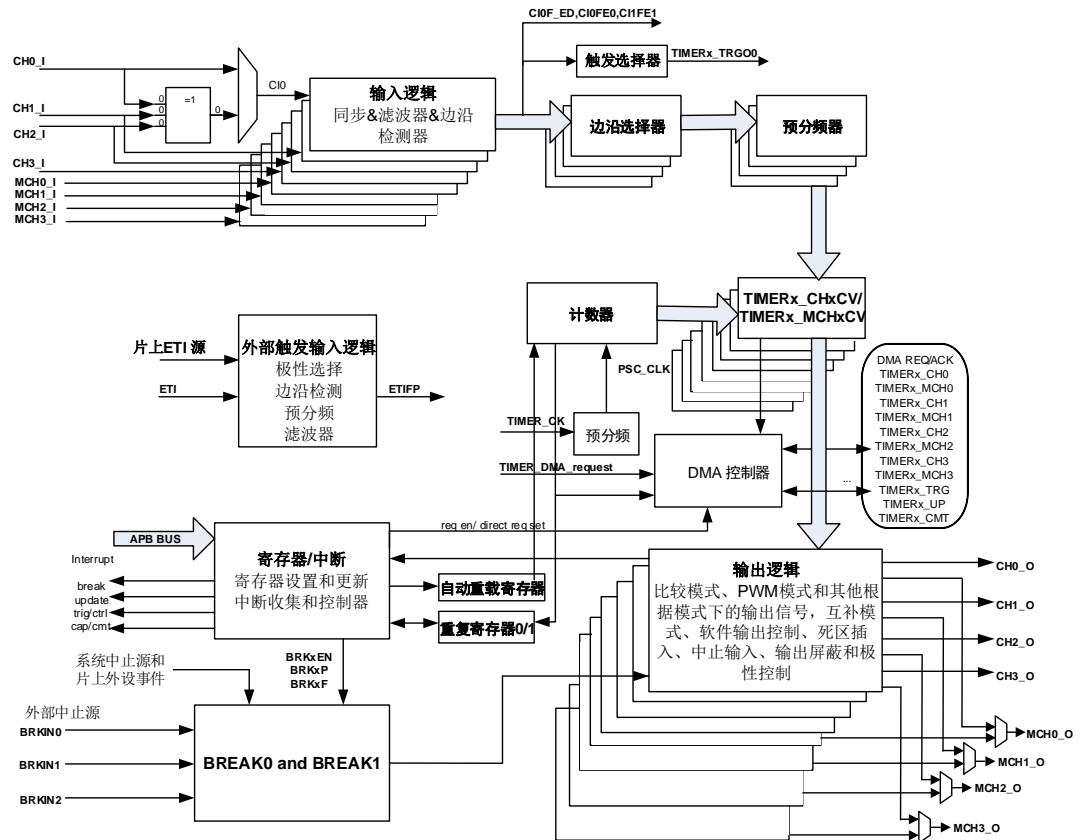 CI0F_ED,CI0FE0,CI1FE1
触发选择器
TIMERx_TRGO0
CH0_I
CH1_I
CH2_I
CH3_I
MCH0_I
MCH1_I
MCH2_I
MCH3_I
0
0
0
=1
0
CI0
输入逻辑
同步&滤波器&边沿
检测器
边沿选择器
预分频器
计数器
TIMERx_CHxCV/
TIMERx_MCHxCV
片上ETI 源
ETI
外部触发输入逻辑
极性选择
边沿检测
预分频
滤波器
ETIFP
PSC_CLK
TIMER_CK
预分频
TIMER_DMA_request
DMA 控制器
...
DMA REQ/ACK
TIMERx_CH0
TIMERx_MCH0
TIMERx_CH1
TIMERx_MCH1
TIMERx_CH2
TIMERx_MCH2
TIMERx_CH3
TIMERx_MCH3
TIMERx_TRG
TIMERx_UP
TIMERx_CMT
req en/ direct req set
APB BUS
Interrupt
break
update
trig/ctrl
cap/cmt
寄存器/中断
寄存器设置和更新
中断收集和控制器
自动重载寄存器
重复寄存器0/1
输出逻辑
比较模式、PWM模式和其他根
据模式下的输出信号，互补模
式、软件输出控制、死区插
入、中止输入、输出屏蔽和极
性控制
CH0_O
CH1_O
CH2_O
CH3_O
MCH0_O
MCH1_O
MCH2_O
MCH3_O
系统中止源和
片上外设事件
BRKxEN
BRKxP
BRKxF
外部中止源
BRKIN0
BRKIN1
BRKIN2
BREAK0 and BREAK1